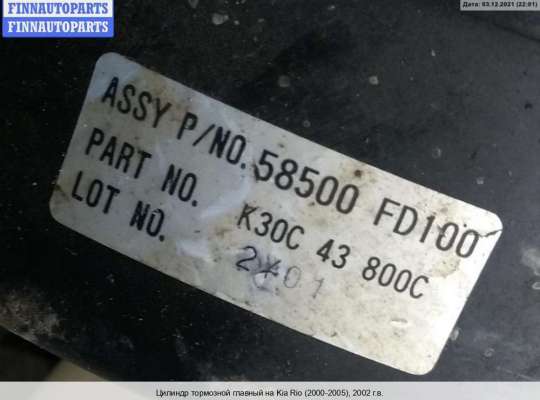 FINNAUTOPARTS
FINNAUTOPARTS
Дата: 03.12.2021 (22:01)
ASSY P/NO. 58500 FD100
PART NO. K30C 43 800C
LOT NO.
Цилиндр тормозной главный на Kia Rio (2000-2005), 2002 г.в.